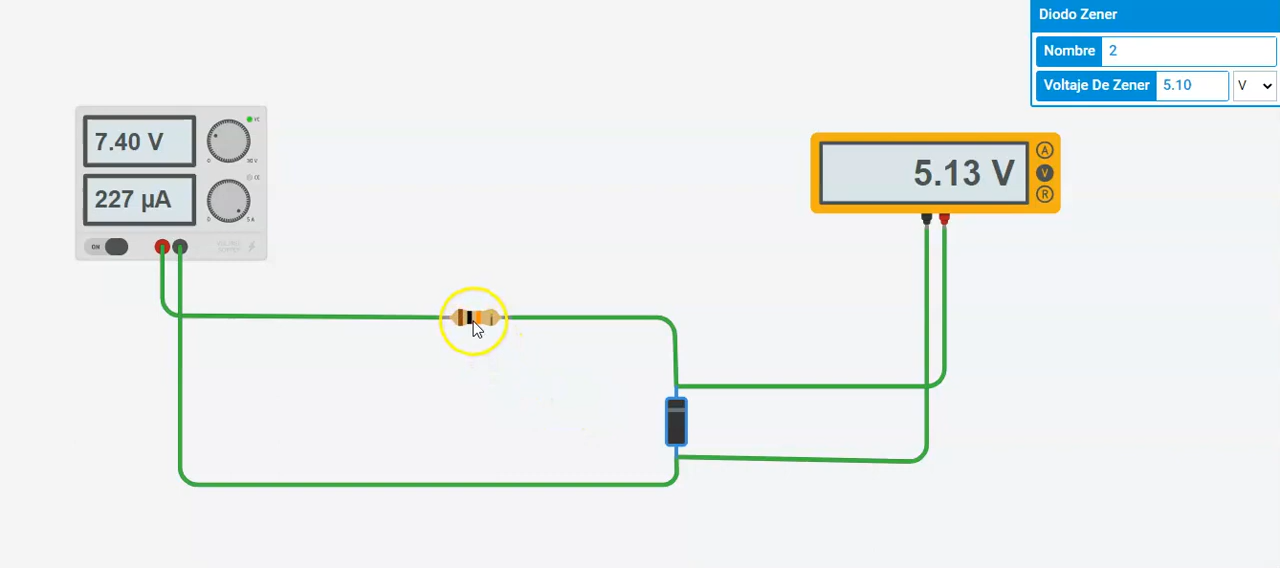 Diodo Zener
Nombre 2
Voltaje De Zener 5.10 V
7.40 V
227 µA
ON
5.13 V
A
V
R